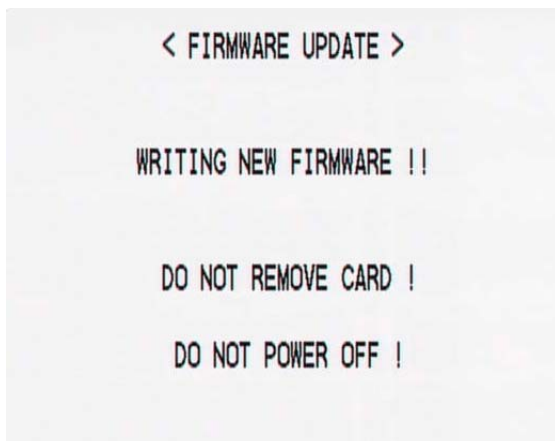 < FIRMWARE UPDATE >
WRITING NEW FIRMWARE !!
DO NOT REMOVE CARD !
DO NOT POWER OFF !